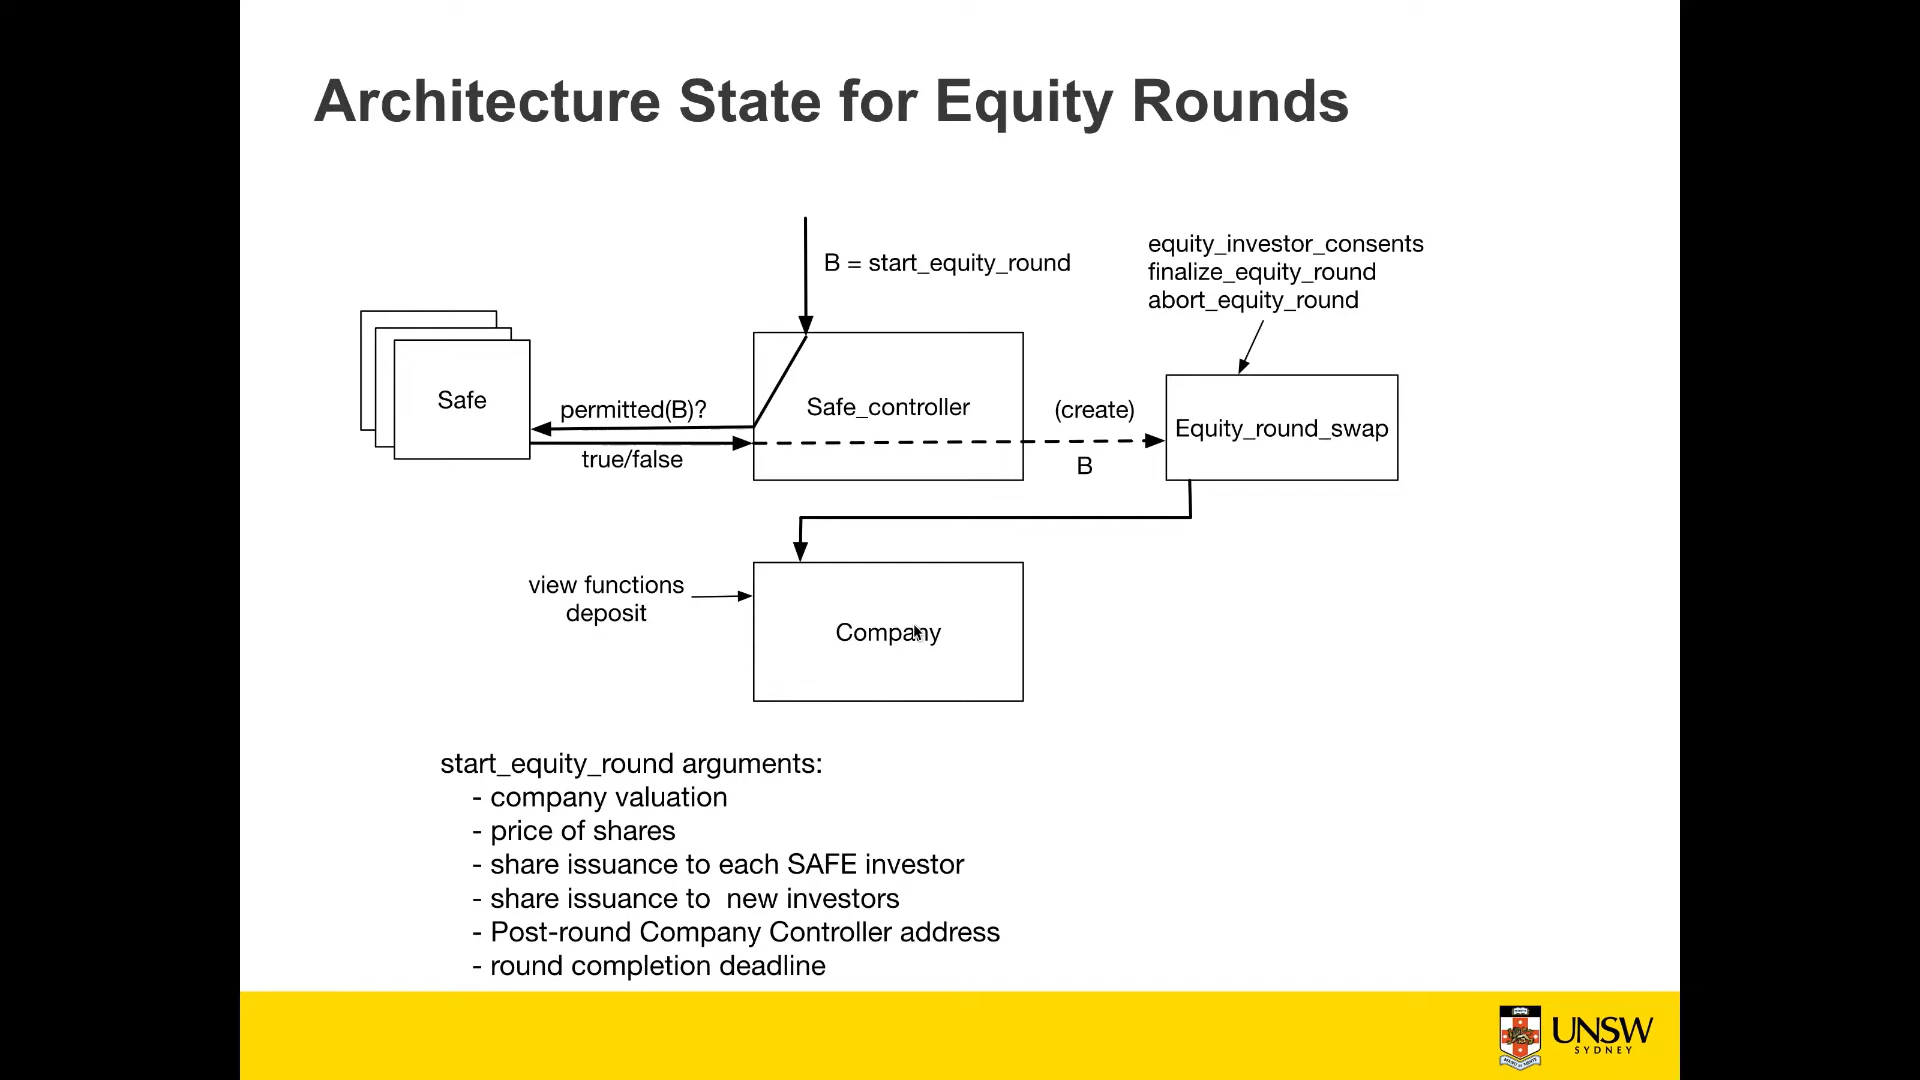 Architecture State for Equity Rounds
B = start_equity_round
equity_investor_consents
finalize_equity_round
abort_equity_round
Safe
permitted(B)?
true/false
Safe_controller
(create)
B
Equity_round_swap
view functions
deposit
Company
start_equity_round arguments:
- company valuation
- price of shares
- share issuance to each SAFE investor
- share issuance to new investors
- Post-round Company Controller address
- round completion deadline
UNSW
SYDNEY